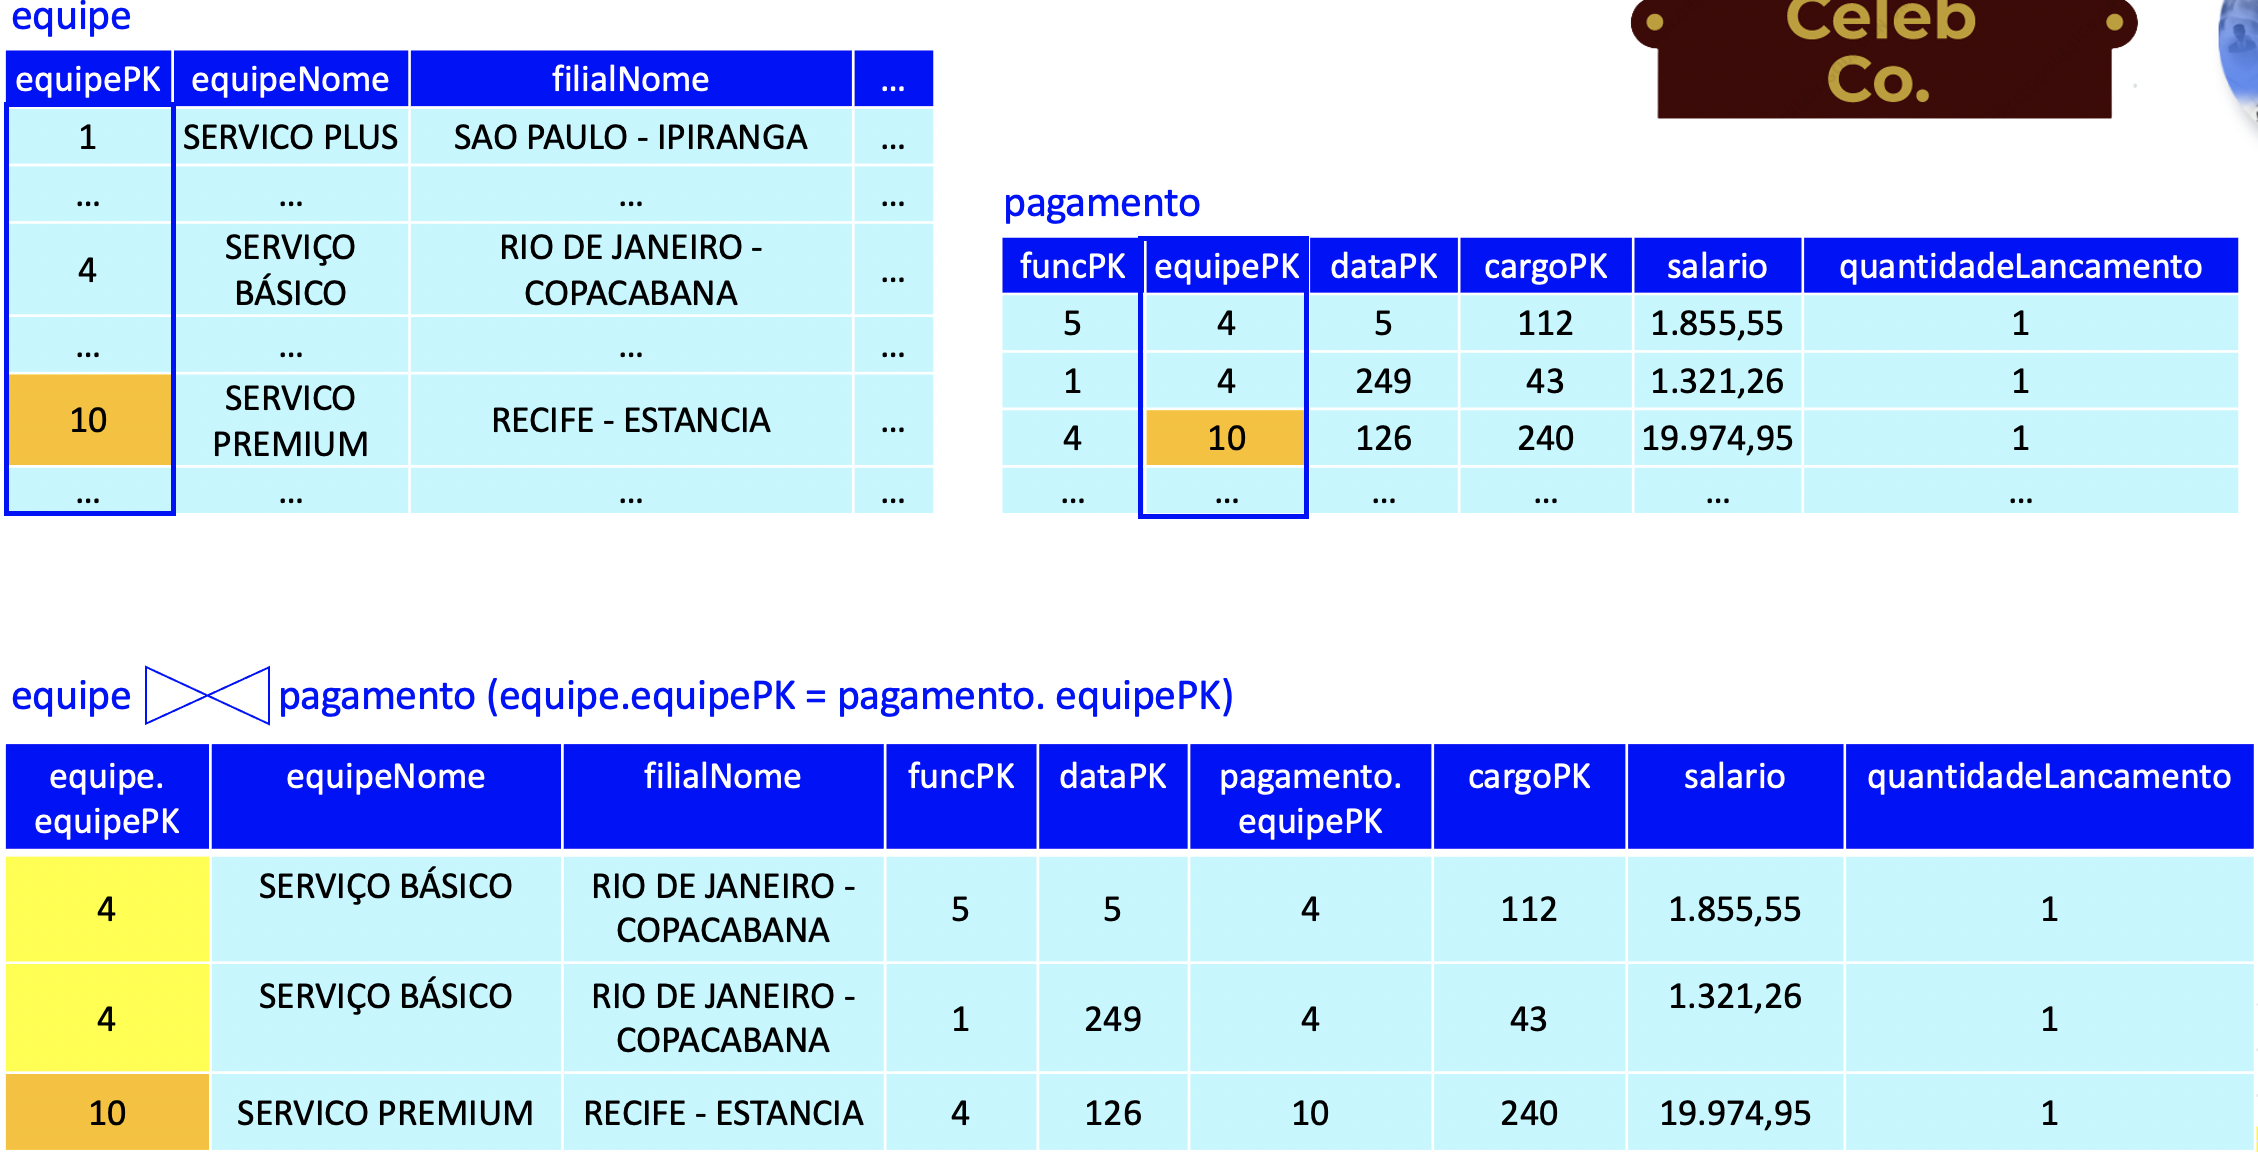 equipe
equipePK equipeNome filialNome ...
1 SERVICO PLUS SAO PAULO - IPIRANGA ...
... ... ... ...
4 SERVIÇO BÁSICO RIO DE JANEIRO - COPACABANA ...
... ... ... ...
10 SERVICO PREMIUM RECIFE - ESTANCIA ...
... ... ... ...
Celeb
Co.
pagamento
funcPK equipePK dataPK cargoPK salario quantidadeLancamento
5 4 5 112 1.855,55 1
1 4 249 43 1.321,26 1
4 10 126 240 19.974,95 1
... ... ... ... ... ...
equipe pagamento (equipe.equipePK = pagamento. equipePK)
equipe. equipePK equipeNome filialNome funcPK dataPK pagamento. equipePK cargoPK salario quantidadeLancamento
4 SERVIÇO BÁSICO RIO DE JANEIRO - COPACABANA 5 5 4 112 1.855,55 1
4 SERVIÇO BÁSICO RIO DE JANEIRO - COPACABANA 1 249 4 43 1.321,26 1
10 SERVICO PREMIUM RECIFE - ESTANCIA 4 126 10 240 19.974,95 1